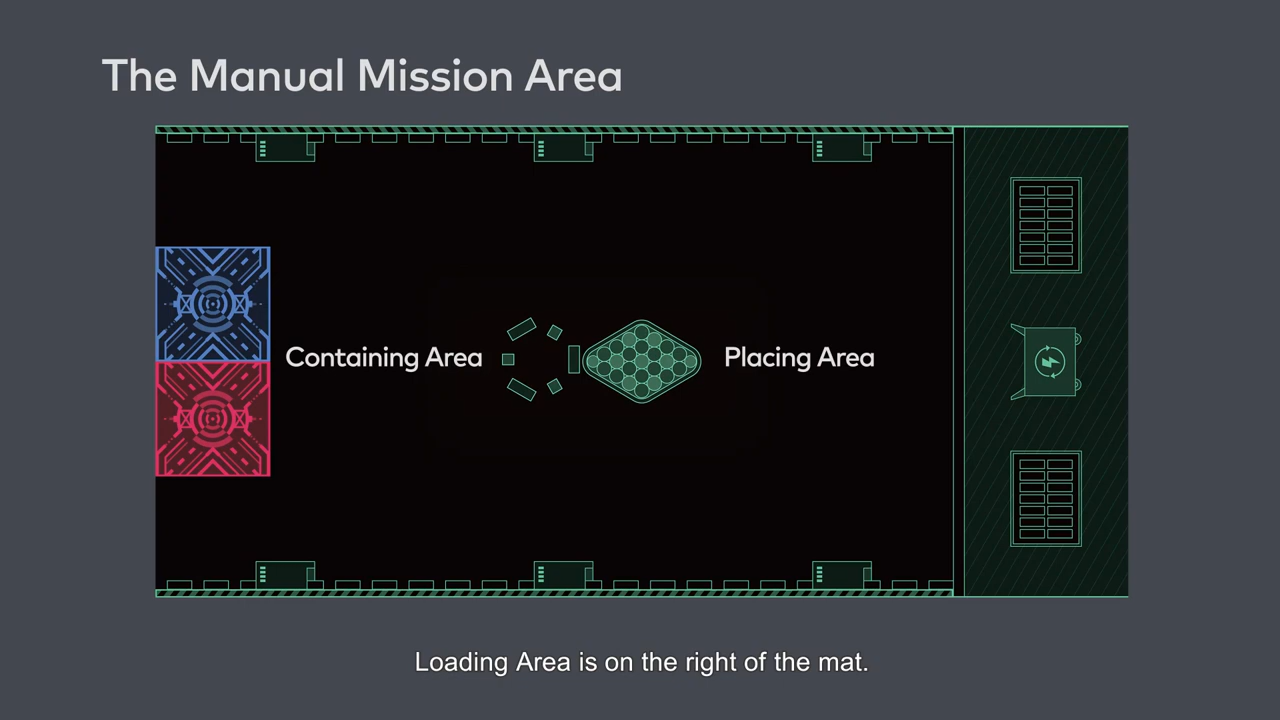 The Manual Mission Area
Containing Area
Placing Area
Loading Area is on the right of the mat.